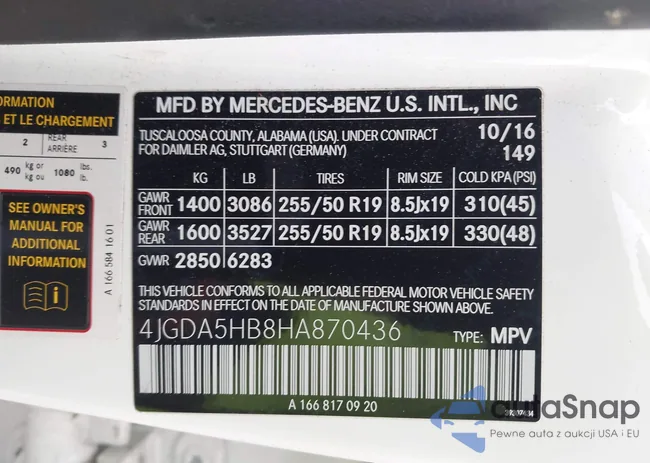 ORMATION
ET LE CHARGEMENT
2 REAR ARRIÈRE 3
490 kg or kg ou 1080 lbs. lb.
SEE OWNER'S
MANUAL FOR
ADDITIONAL
INFORMATION
A 166 584 16 01
MFD BY MERCEDES-BENZ U.S. INTL., INC
TUSCALOOSA COUNTY, ALABAMA (USA). UNDER CONTRACT 10/16
FOR DAIMLER AG, STUTTGART (GERMANY) 149
KG LB TIRES RIM SIZE COLD KPA (PSI)
GAWR FRONT 1400 3086 255/50 R19 8.5Jx19 310(45)
GAWR REAR 1600 3527 255/50 R19 8.5Jx19 330(48)
GVWR 2850 6283
THIS VEHICLE CONFORMS TO ALL APPLICABLE FEDERAL MOTOR VEHICLE SAFETY
STANDARDS IN EFFECT ON THE DATE OF MANUFACTURE SHOWN ABOVE.
4JGDA5HB8HA870436 TYPE: MPV
A 166 817 09 20
autaSnap
Pewne auta z aukcji USA i EU